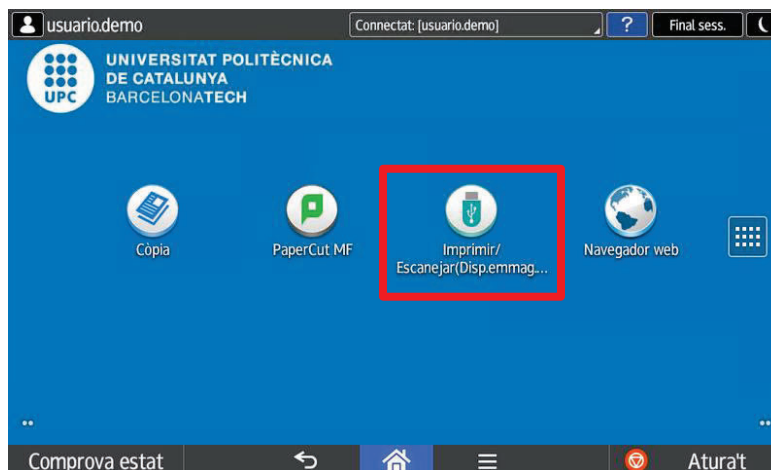 usuario.demo
Connectat: [usuario.demo]
?
Final sess.
UPC
UNIVERSITAT POLITÈCNICA
DE CATALUNYA
BARCELONATECH
Còpia
PaperCut MF
Imprimir/
Escanejar(Disp.emmag....
Navegador web
Comprova estat
Atura't